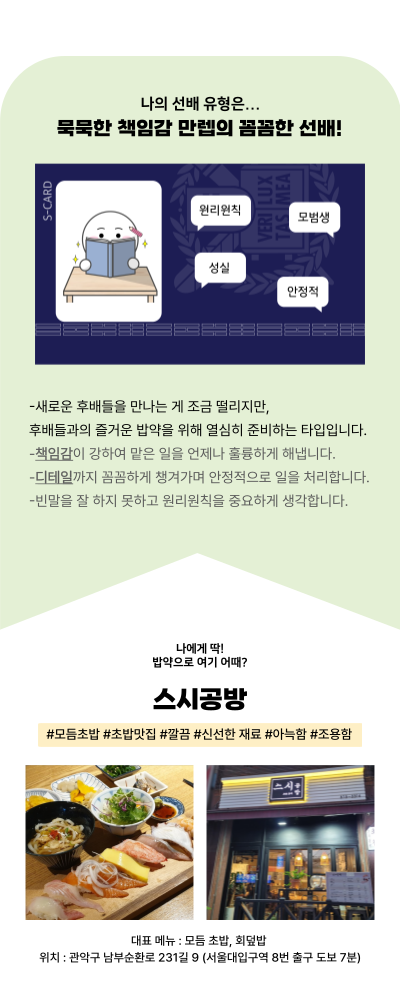 나의 선배 유형은...
묵묵한 책임감 만렙의 꼼꼼한 선배!
S-CARD
VERI LUX
TAS MEA
원리원칙
모범생
성실
안정적
-새로운 후배들을 만나는 게 조금 떨리지만,
후배들과의 즐거운 밥약을 위해 열심히 준비하는 타입입니다.
-책임감이 강하여 맡은 일을 언제나 훌륭하게 해냅니다.
-디테일까지 꼼꼼하게 챙겨가며 안정적으로 일을 처리합니다.
-빈말을 잘 하지 못하고 원리원칙을 중요하게 생각합니다.
나에게 딱!
밥약으로 여기 어때?
스시공방
#모듬초밥 #초밥맛집 #깔끔 #신선한 재료 #아늑함 #조용함
스시공방
대표 메뉴 : 모듬 초밥, 회덮밥
위치 : 관악구 남부순환로 231길 9 (서울대입구역 8번 출구 도보 7분)